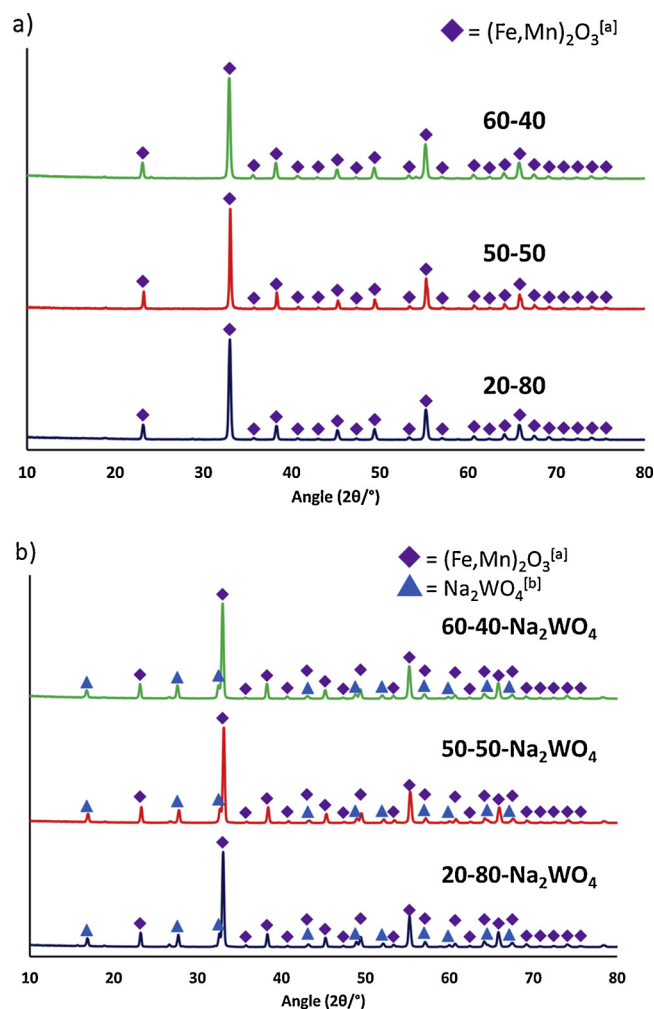 a)
= (Fe,Mn)₂O₃[a]
60-40
50-50
20-80
10 20 30 40 50 60 70 80
Angle (2θ/°)
b)
= (Fe,Mn)₂O₃[a]
= Na₂WO₄[b]
60-40-Na₂WO₄
50-50-Na₂WO₄
20-80-Na₂WO₄
10 20 30 40 50 60 70 80
Angle (2θ/°)